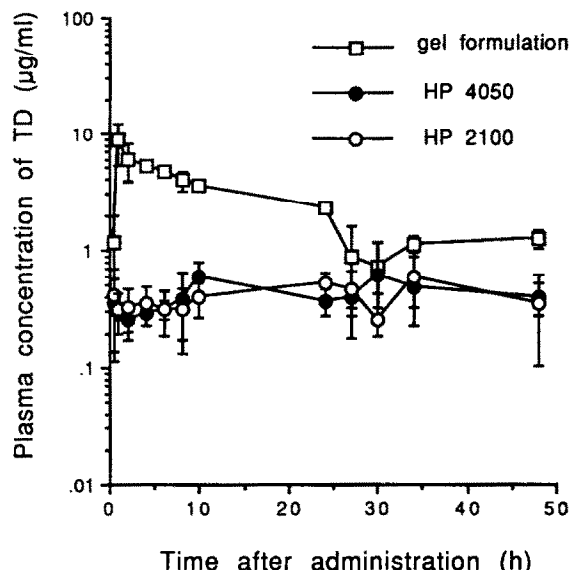 Plasma concentration of TD (µg/ml)
100
10
1
.1
.01
gel formulation
HP 4050
HP 2100
0
10
20
30
40
50
Time after administration (h)